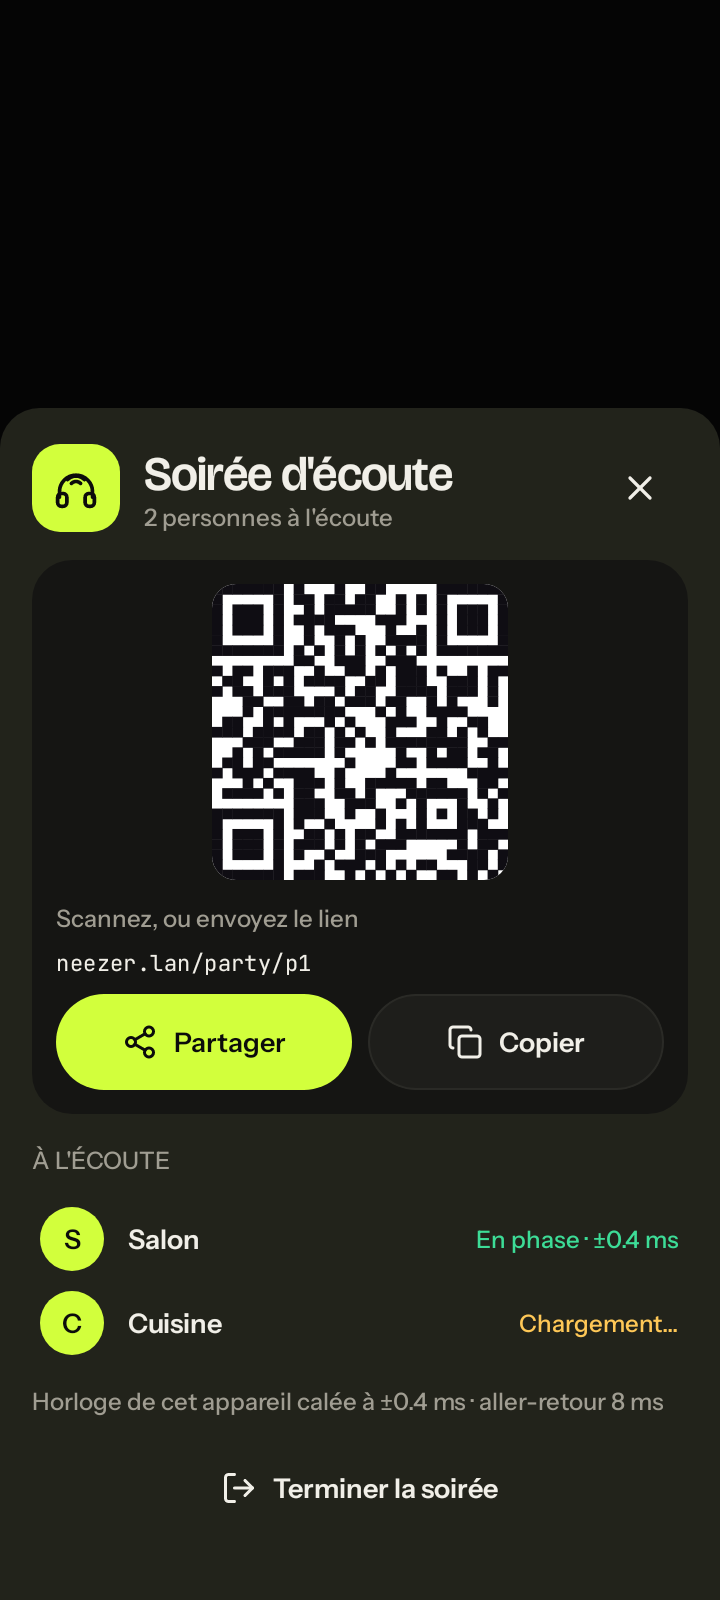 Soirée d'écoute
2 personnes à l'écoute
Scannez, ou envoyez le lien
neezer.lan/party/p1
Partager
Copier
À L'ÉCOUTE
S Salon En phase · ±0.4 ms
C Cuisine Chargement…
Horloge de cet appareil calée à ±0.4 ms · aller-retour 8 ms
Terminer la soirée